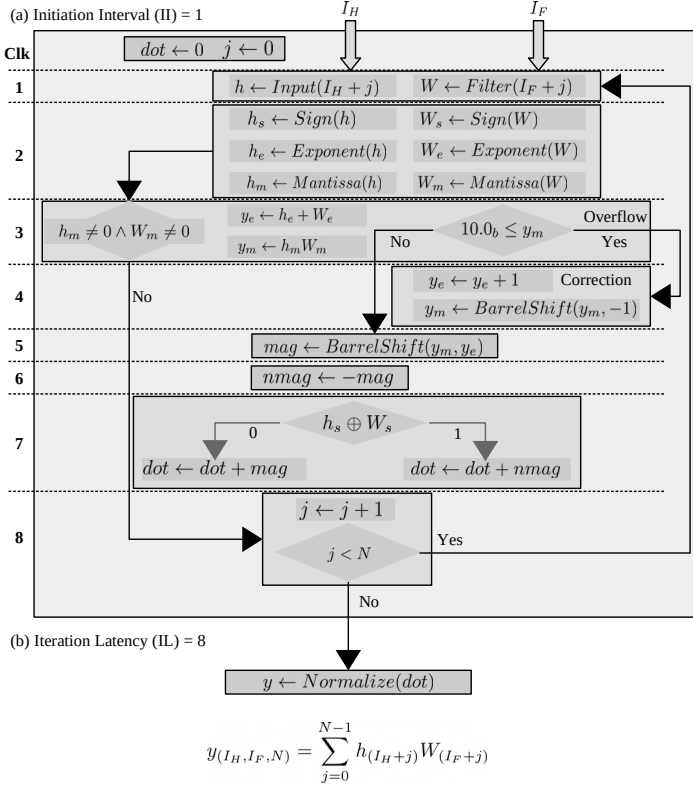 (a) Initiation Interval (II) = 1
I_H I_F
Clk
dot ← 0 j ← 0
1
h ← Input(I_H + j) W ← Filter(I_F + j)
2
h_s ← Sign(h) W_s ← Sign(W)
h_e ← Exponent(h) W_e ← Exponent(W)
h_m ← Mantissa(h) W_m ← Mantissa(W)
3
h_m ≠ 0 ∧ W_m ≠ 0
y_e ← h_e + W_e
y_m ← h_m W_m
10.0_b ≤ y_m
Overflow
No Yes
4
No
y_e ← y_e + 1 Correction
y_m ← BarrelShift(y_m, −1)
5
mag ← BarrelShift(y_m, y_e)
6
nmag ← −mag
7
h_s ⊕ W_s
0 1
dot ← dot + mag dot ← dot + nmag
8
j ← j + 1
j < N
Yes
No
(b) Iteration Latency (IL) = 8
y ← Normalize(dot)
y_(I_H,I_F,N) = ∑_{j=0}^{N−1} h_(I_H+j) W_(I_F+j)